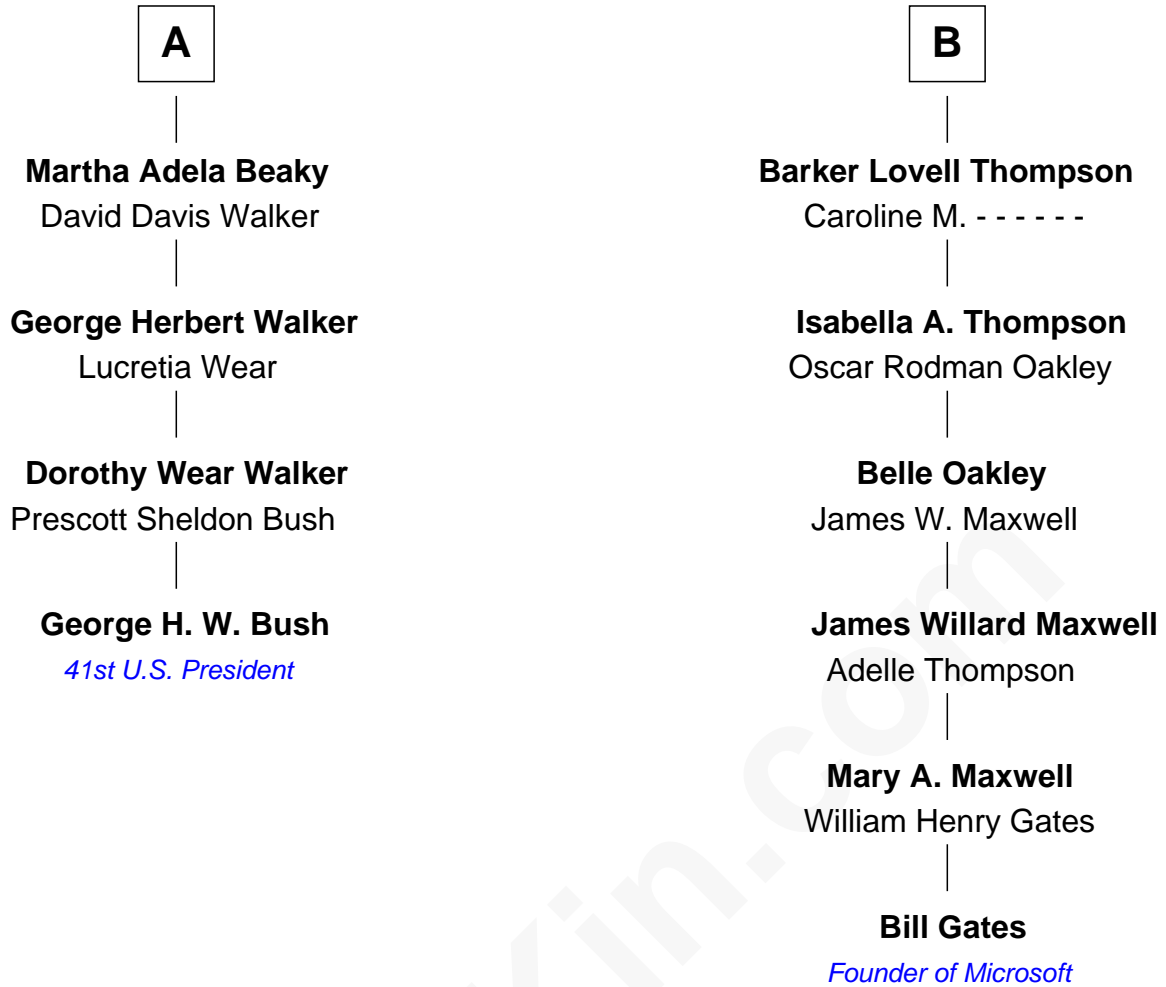 A
Martha Adela Beaky
David Davis Walker
George Herbert Walker
Lucretia Wear
Dorothy Wear Walker
Prescott Sheldon Bush
George H. W. Bush
41st U.S. President
B
Barker Lovell Thompson
Caroline M. - - - - - -
Isabella A. Thompson
Oscar Rodman Oakley
Belle Oakley
James W. Maxwell
James Willard Maxwell
Adelle Thompson
Mary A. Maxwell
William Henry Gates
Bill Gates
Founder of Microsoft